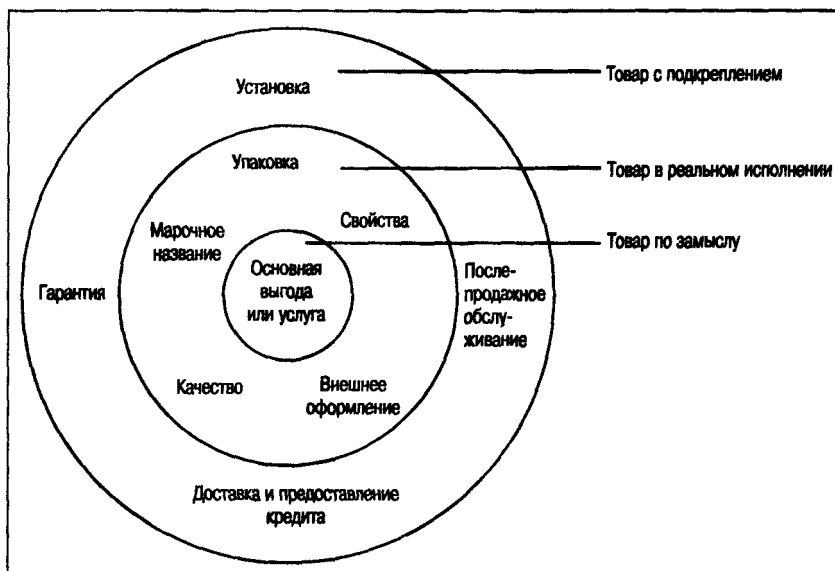 Установка
Товар с подкреплением
Упаковка
Товар в реальном исполнении
Свойства
Марочное
название
Товар по замыслу
Основная
выгода
или услуга
Гарантия
После-
продажное
обслу-
живание
Качество
Внешнее
оформление
Доставка и предоставление
кредита